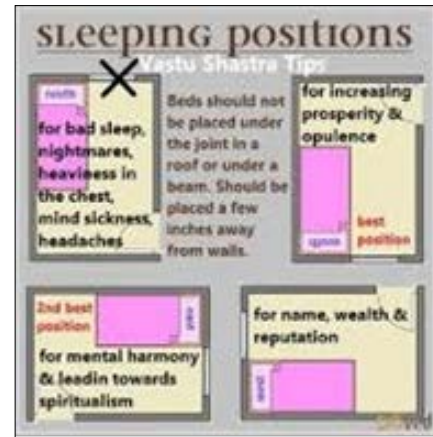 SLeepING pOSITIONS
Vastu Shastra Tips
north
for bad sleep,
nightmares,
heaviness in
the chest,
mind sickness,
headaches
Beds should not
be placed under
the joint in a
roof or under a
beam. Should be
placed a few
inches away
from walls.
for increasing
prosperity &
opulence
best
position
south
2nd best
position
east
for mental harmony
& leadin towards
spiritualism
for name, wealth &
reputation
west